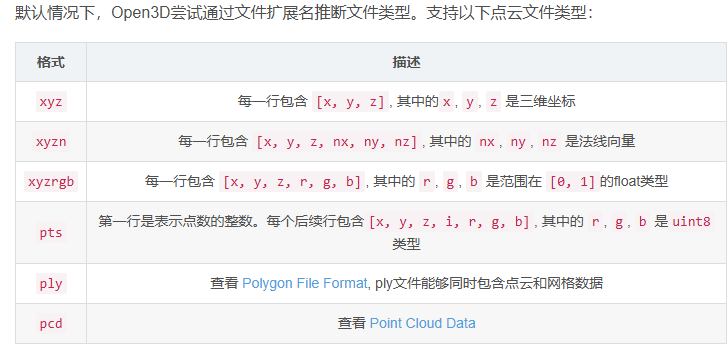 默认情况下，Open3D尝试通过文件扩展名推断文件类型。支持以下点云文件类型：
格式 描述
xyz 每一行包含 [x, y, z], 其中的 x, y, z 是三维坐标
xyzn 每一行包含 [x, y, z, nx, ny, nz], 其中的 nx, ny, nz 是法线向量
xyzrgb 每一行包含 [x, y, z, r, g, b], 其中的 r, g, b 是范围在 [0, 1] 的float类型
pts 第一行是表示点数的整数。每个后续行包含 [x, y, z, i, r, g, b], 其中的 r, g, b 是 uint8
类型
ply 查看 Polygon File Format, ply文件能够同时包含点云和网格数据
pcd 查看 Point Cloud Data